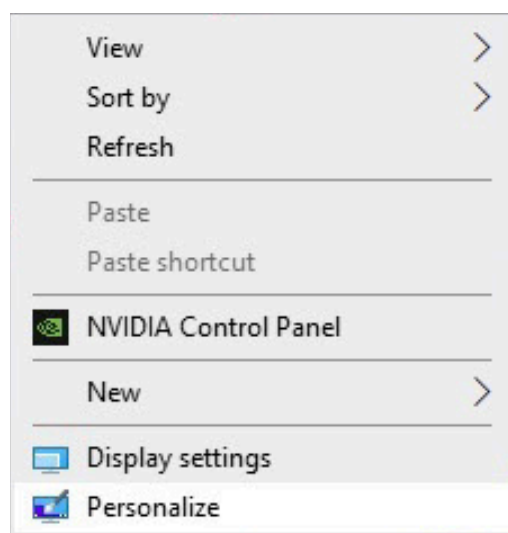 View
Sort by
Refresh
Paste
Paste shortcut
NVIDIA Control Panel
New
Display settings
Personalize